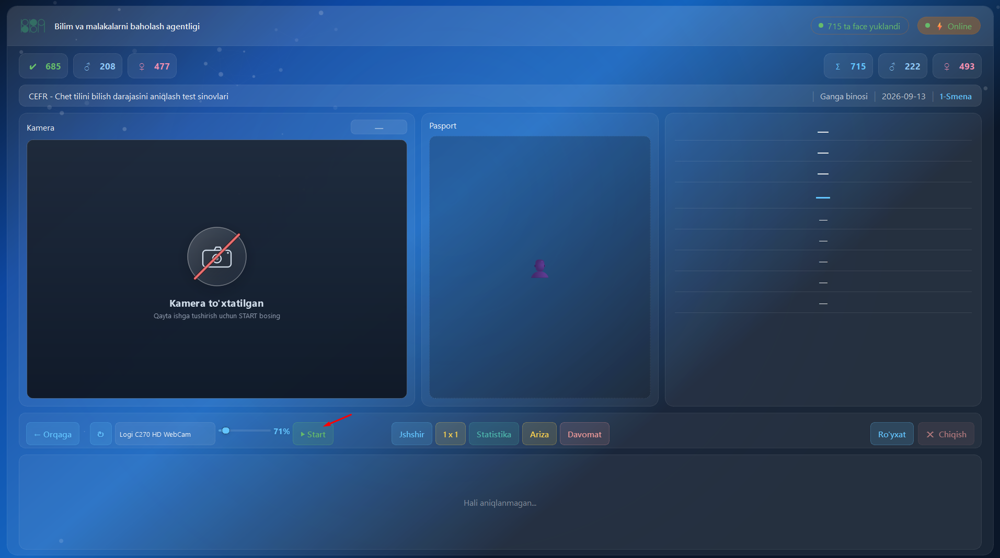 Bilim va malakalarni baholash agentligi
715 ta face yuklandi
Online
685
208
477
715
222
493
CEFR - Chet tilini bilish darajasini aniqlash test sinovlari
Ganga binosi
2026-09-13
1-Smena
Kamera
—
Kamera to'xtatilgan
Qayta ishga tushirish uchun START bosing
Pasport
—
—
—
—
—
—
—
—
—
← Orqaga
Logi C270 HD WebCam
71%
Start
Jshshir
1 x 1
Statistika
Ariza
Davomat
Ro'yxat
Chiqish
Hali aniqlanmagan...